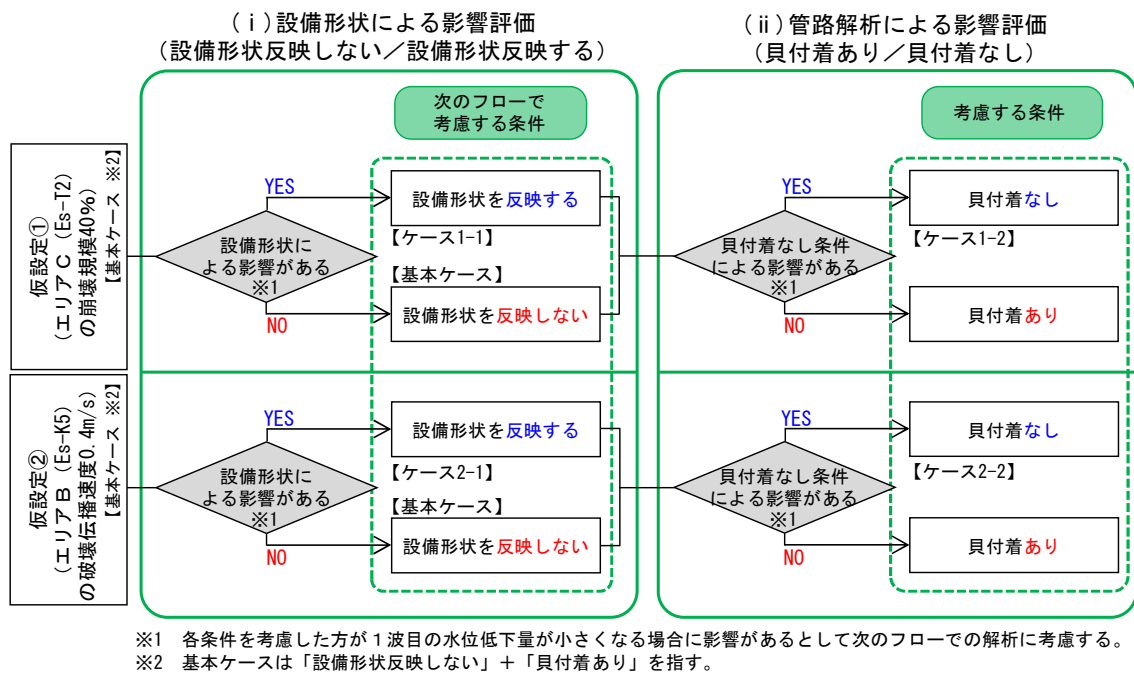 (ⅰ)設備形状による影響評価
(設備形状反映しない/設備形状反映する)
(ⅱ)管路解析による影響評価
(貝付着あり/貝付着なし)
次のフローで
考慮する条件
考慮する条件
仮設定①
(エリアC(Es-T2)
の崩壊規模40%)
【基本ケース ※2】
設備形状に
よる影響がある
※1
YES
設備形状を反映する
【ケース1-1】
【基本ケース】
設備形状を反映しない
NO
貝付着なし条件
による影響がある
※1
YES
貝付着なし
【ケース1-2】
貝付着あり
NO
仮設定②
(エリアB(Es-K5)
の破壊伝播速度0.4m/s)
【基本ケース ※2】
設備形状に
よる影響がある
※1
YES
設備形状を反映する
【ケース2-1】
【基本ケース】
設備形状を反映しない
NO
貝付着なし条件
による影響がある
※1
YES
貝付着なし
【ケース2-2】
貝付着あり
NO
※1 各条件を考慮した方が1波目の水位低下量が小さくなる場合に影響があるとして次のフローでの解析に考慮する。
※2 基本ケースは「設備形状反映しない」+「貝付着あり」を指す。